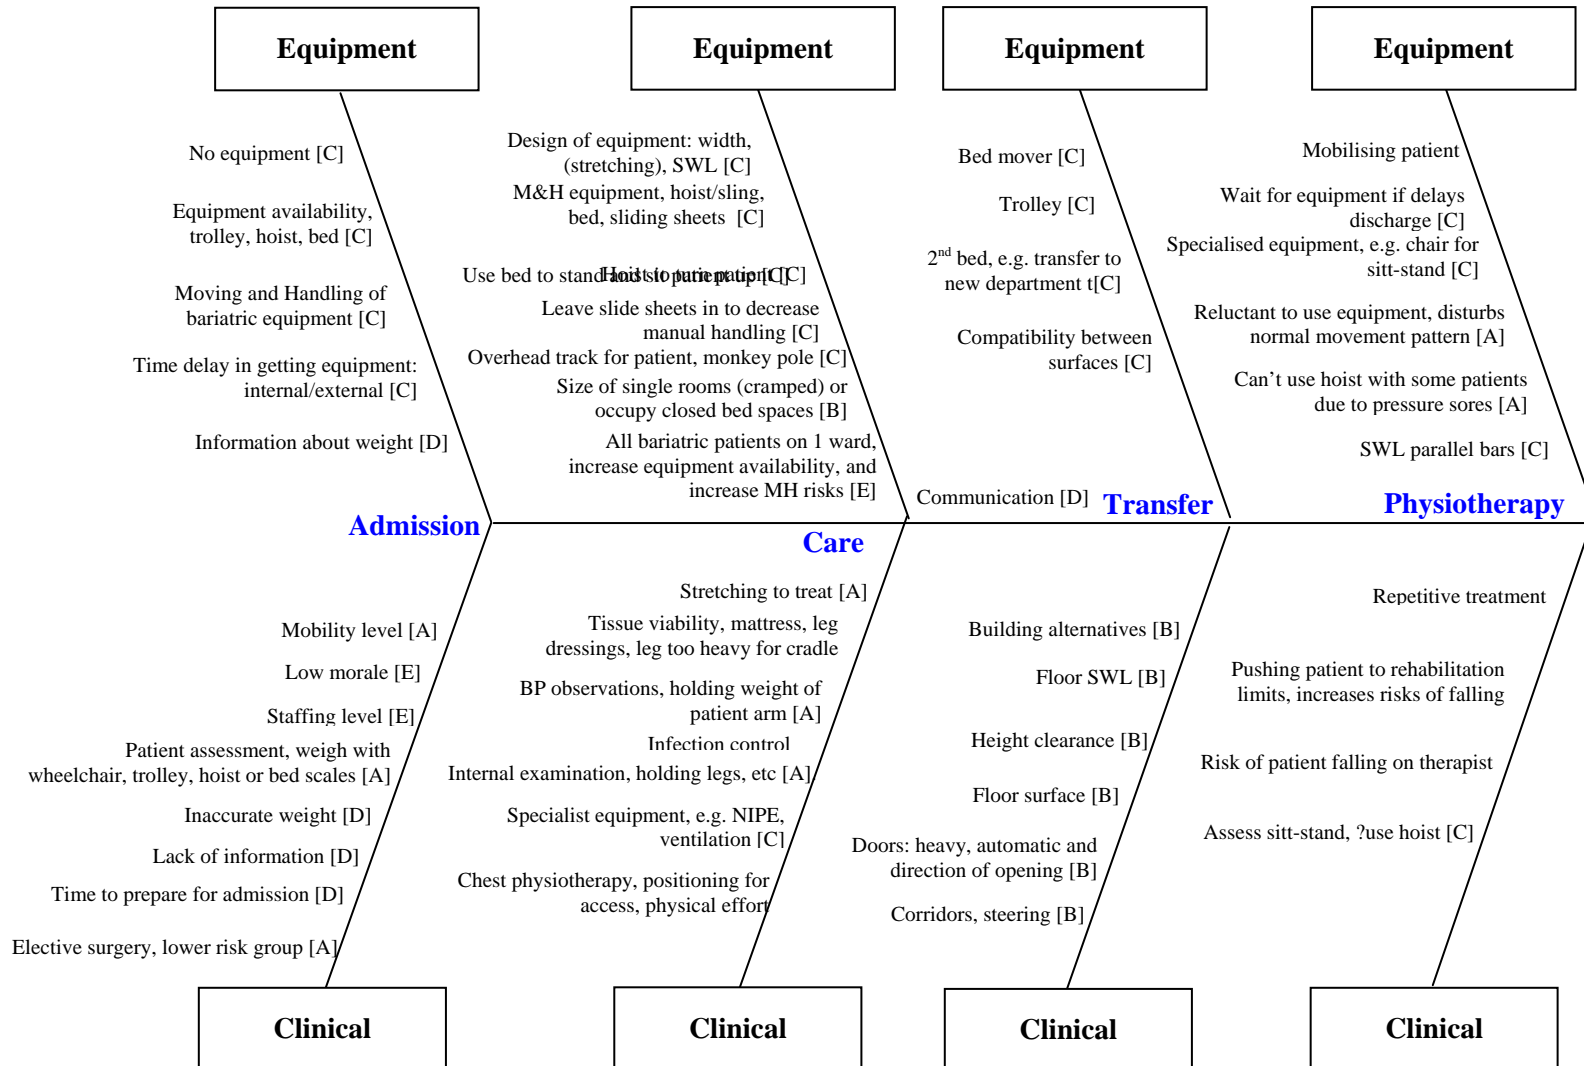 Equipment
No equipment [C]
Equipment availability,
trolley, hoist, bed [C]
Moving and Handling of
bariatric equipment [C]
Time delay in getting equipment:
internal/external [C]
Information about weight [D]
Equipment
Design of equipment: width,
(stretching), SWL [C]
M&H equipment, hoist/sling,
bed, sliding sheets [C]
Use bed to stand and sit patient up [C]
Hoist to turn patient [C]
Leave slide sheets in to decrease
manual handling [C]
Overhead track for patient, monkey pole [C]
Size of single rooms (cramped) or
occupy closed bed spaces [B]
All bariatric patients on 1 ward,
increase equipment availability, and
increase MH risks [E]
Equipment
Bed mover [C]
Trolley [C]
2nd bed, e.g. transfer to
new department t[C]
Compatibility between
surfaces [C]
Communication [D]
Equipment
Mobilising patient
Wait for equipment if delays
discharge [C]
Specialised equipment, e.g. chair for
sitt-stand [C]
Reluctant to use equipment, disturbs
normal movement pattern [A]
Can't use hoist with some patients
due to pressure sores [A]
SWL parallel bars [C]
Admission
Care
Transfer
Physiotherapy
Mobility level [A]
Low morale [E]
Staffing level [E]
Patient assessment, weigh with
wheelchair, trolley, hoist or bed scales [A]
Inaccurate weight [D]
Lack of information [D]
Time to prepare for admission [D]
Elective surgery, lower risk group [A]
Clinical
Stretching to treat [A]
Tissue viability, mattress, leg
dressings, leg too heavy for cradle
BP observations, holding weight of
patient arm [A]
Infection control
Internal examination, holding legs, etc [A]
Specialist equipment, e.g. NIPE,
ventilation [C]
Chest physiotherapy, positioning for
access, physical effort
Clinical
Building alternatives [B]
Floor SWL [B]
Height clearance [B]
Floor surface [B]
Doors: heavy, automatic and
direction of opening [B]
Corridors, steering [B]
Clinical
Repetitive treatment
Pushing patient to rehabilitation
limits, increases risks of falling
Risk of patient falling on therapist
Assess sitt-stand, ?use hoist [C]
Clinical